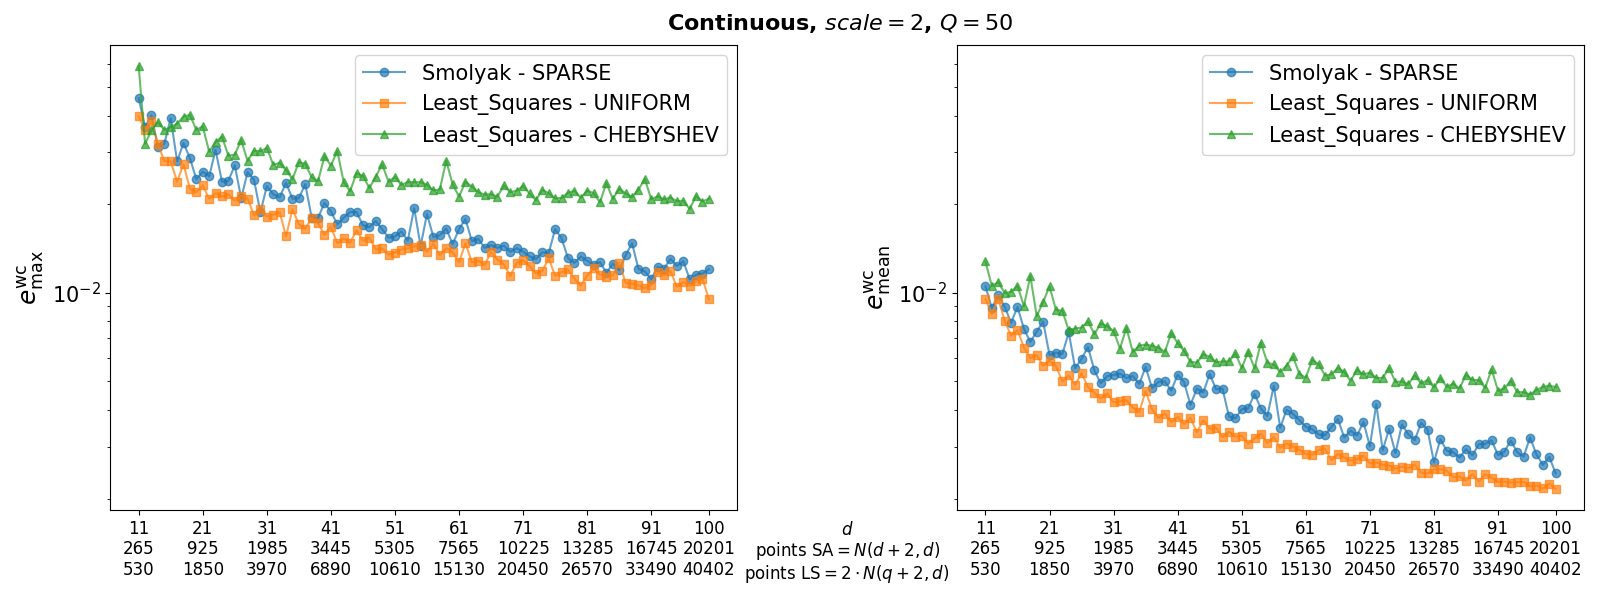 Continuous, scale = 2, Q = 50
Smolyak - SPARSE
Least_Squares - UNIFORM
Least_Squares - CHEBYSHEV
e^wc_max
10^−2
11 21 31 41 51 61 71 81 91 100
265 925 1985 3445 5305 7565 10225 13285 16745 20201
530 1850 3970 6890 10610 15130 20450 26570 33490 40402
d
points SA = N(d + 2, d)
points LS = 2 · N(q + 2, d)
Smolyak - SPARSE
Least_Squares - UNIFORM
Least_Squares - CHEBYSHEV
e^wc_mean
10^−2
11 21 31 41 51 61 71 81 91 100
265 925 1985 3445 5305 7565 10225 13285 16745 20201
530 1850 3970 6890 10610 15130 20450 26570 33490 40402